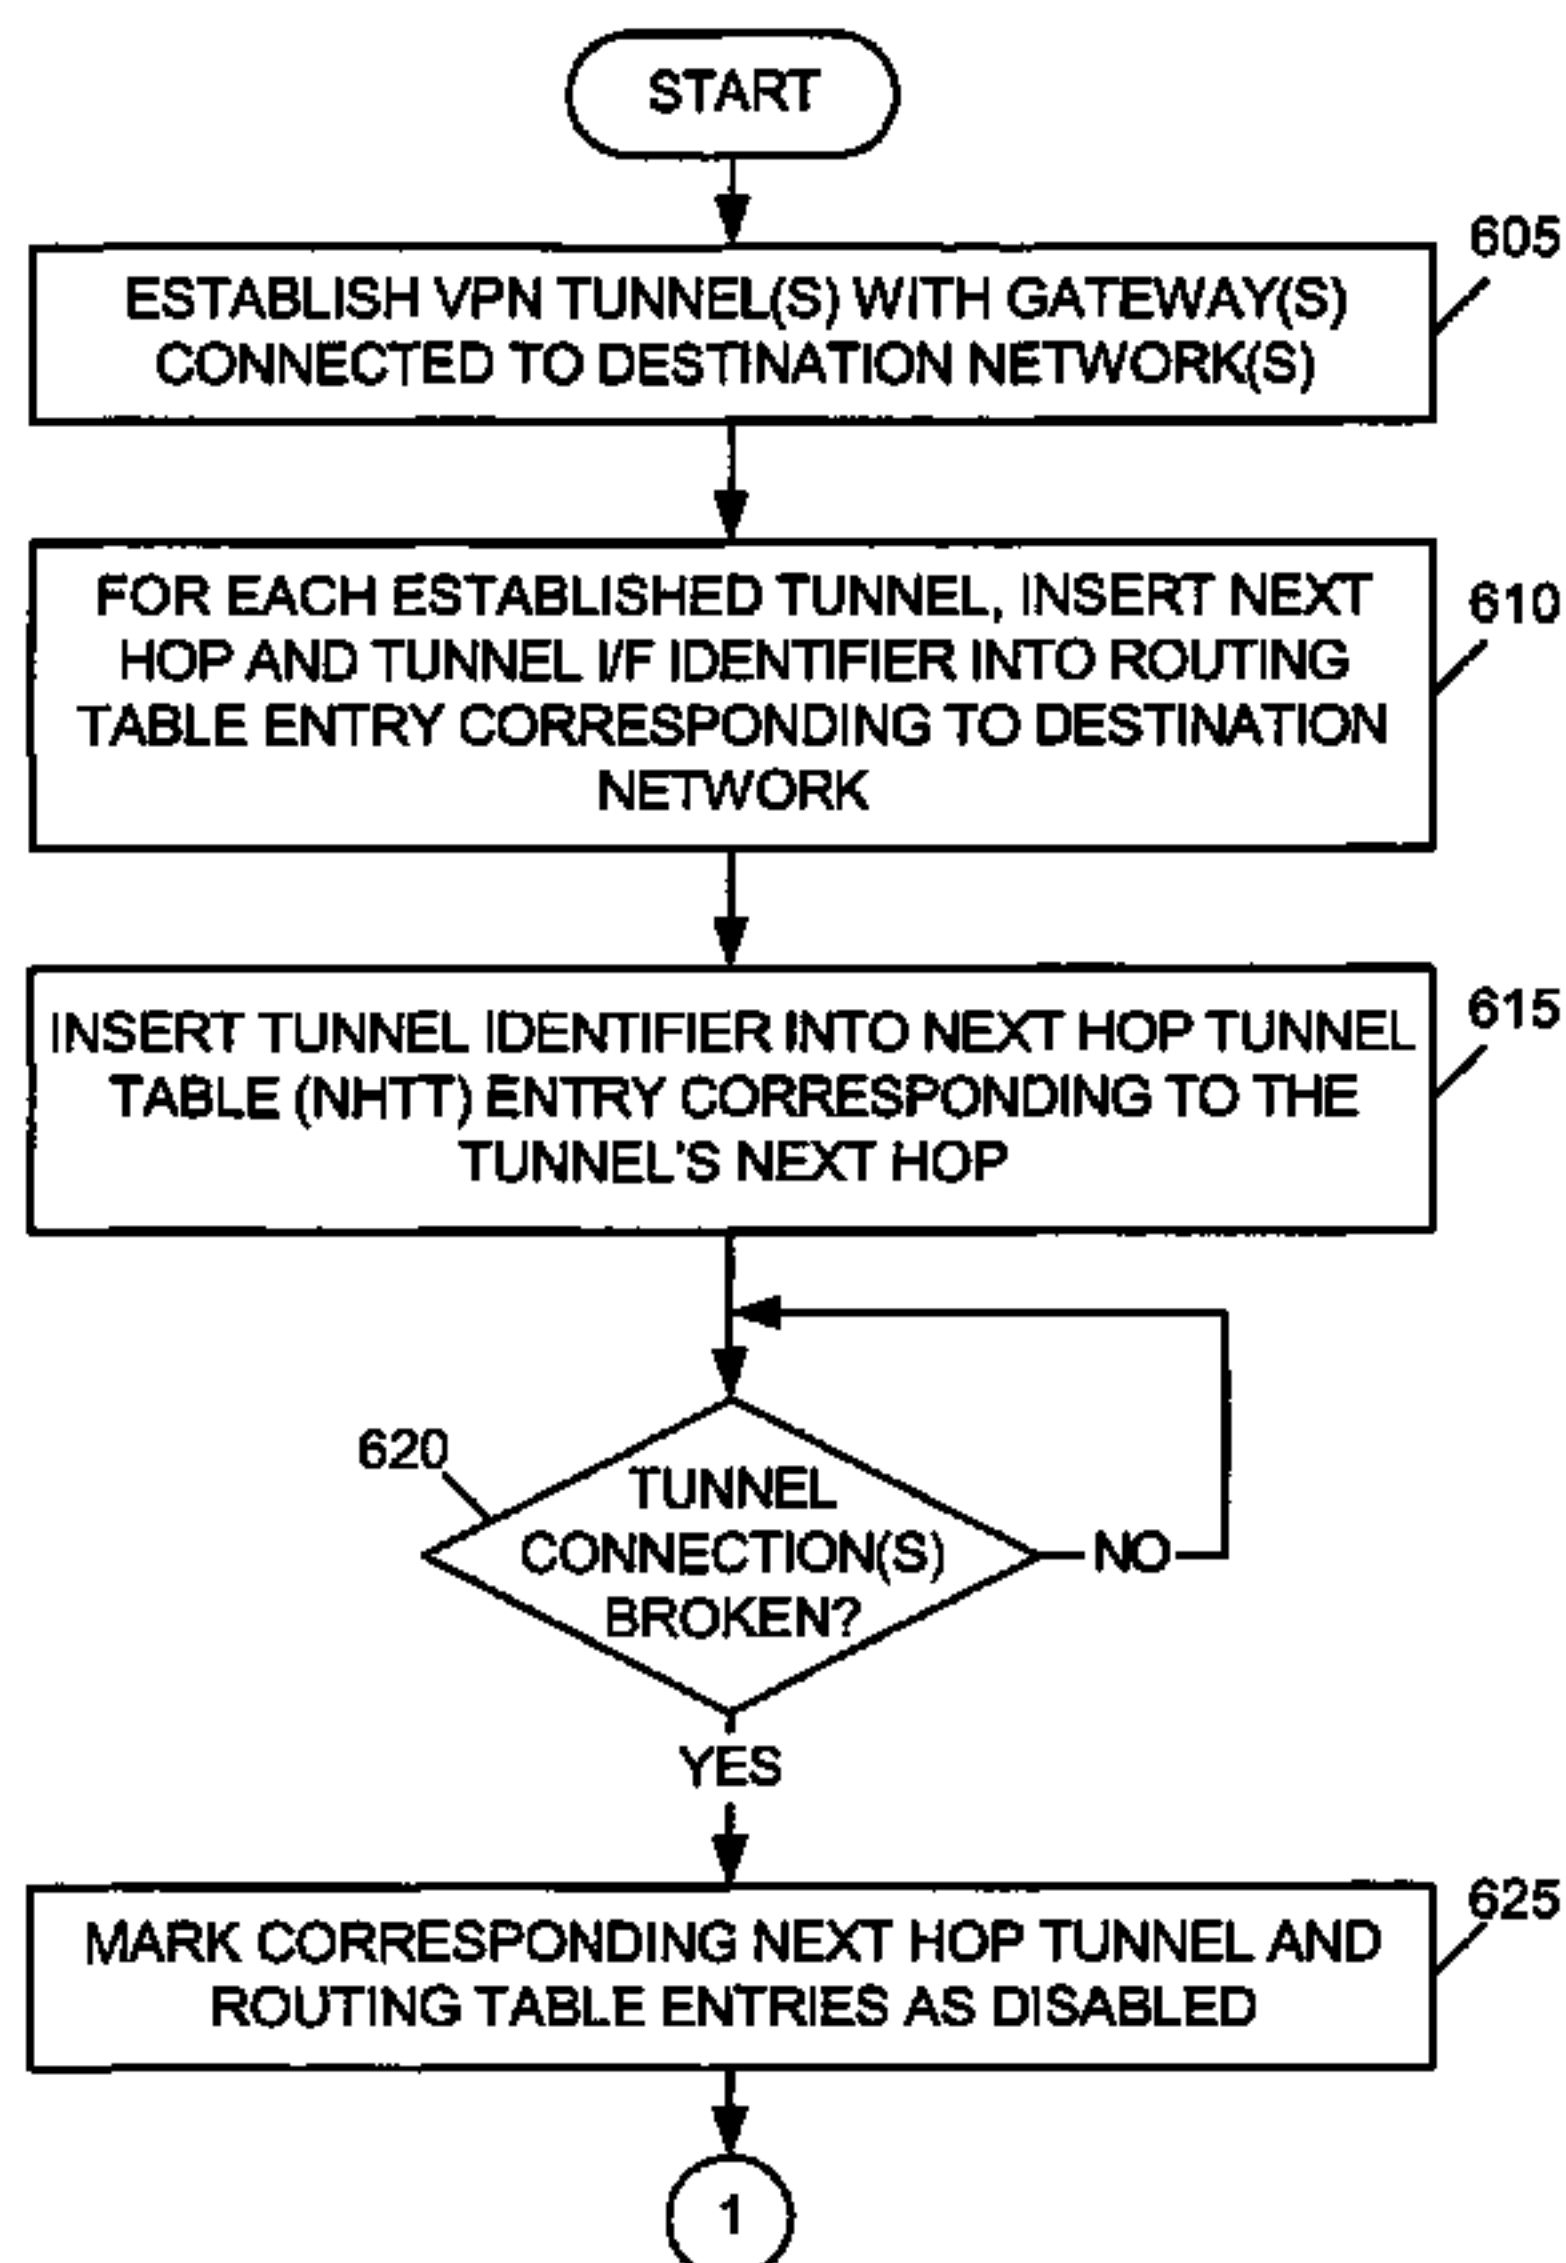 START
605
ESTABLISH VPN TUNNEL(S) WITH GATEWAY(S)
CONNECTED TO DESTINATION NETWORK(S)
610
FOR EACH ESTABLISHED TUNNEL, INSERT NEXT
HOP AND TUNNEL I/F IDENTIFIER INTO ROUTING
TABLE ENTRY CORRESPONDING TO DESTINATION
NETWORK
615
INSERT TUNNEL IDENTIFIER INTO NEXT HOP TUNNEL
TABLE (NHTT) ENTRY CORRESPONDING TO THE
TUNNEL'S NEXT HOP
620
TUNNEL
CONNECTION(S)
BROKEN?
NO
YES
625
MARK CORRESPONDING NEXT HOP TUNNEL AND
ROUTING TABLE ENTRIES AS DISABLED
1